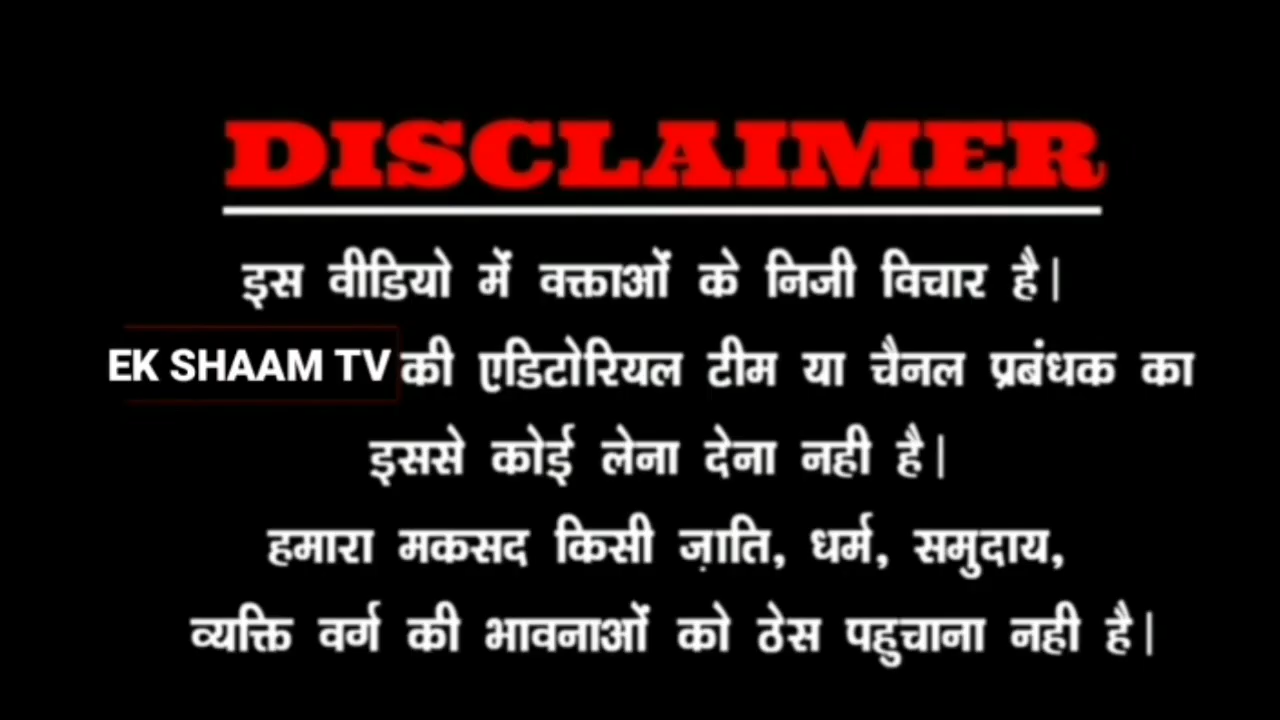 DISCLAIMER
इस वीडियो में वक्ताओं के निजी विचार है|
EK SHAAM TV की एडिटोरियल टीम या चैनल प्रबंधक का
इससे कोई लेना देना नही है|
हमारा मकसद किसी ज़ाति, धर्म, समुदाय,
व्यक्ति वर्ग की भावनाओं को ठेस पहुचाना नही है|